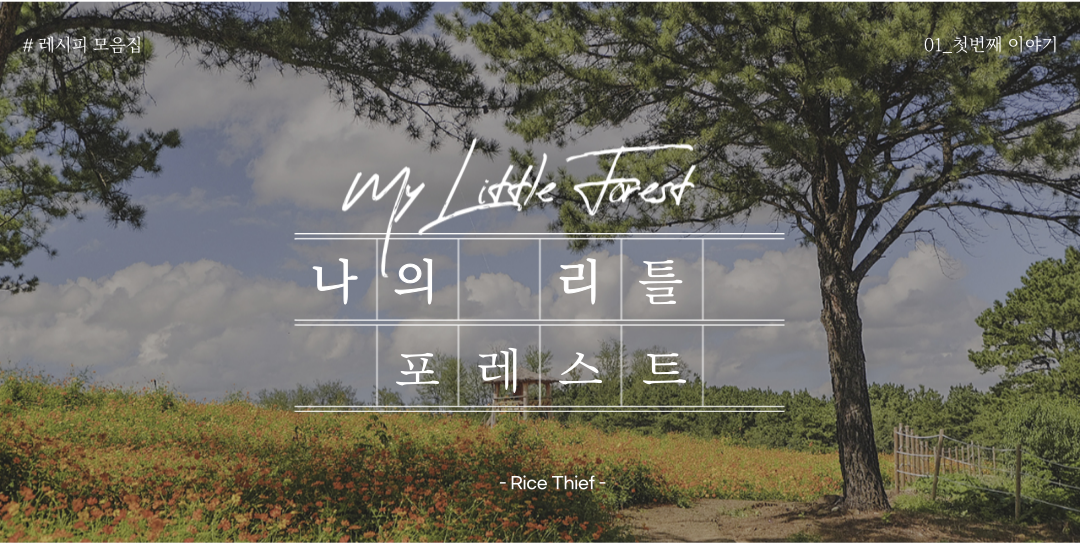 # 레시피 모음집
01_첫번째 이야기
My Little Forest
나의 리틀
포레스트
- Rice Thief -